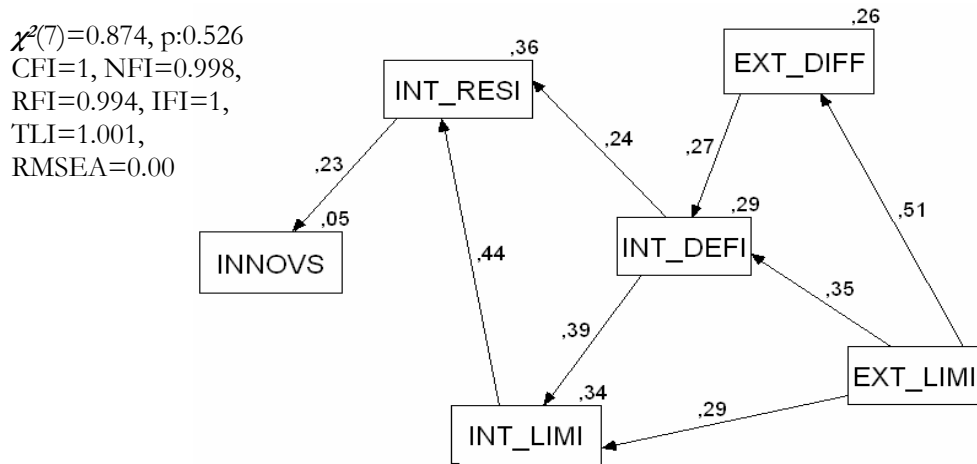 χ²(7)=0.874, p:0.526
CFI=1, NFI=0.998,
RFI=0.994, IFI=1,
TLI=1.001,
RMSEA=0.00
,36
INT_RESI
,26
EXT_DIFF
,24
,27
,23
,51
,05
INNOVS
,29
INT_DEFI
,44
,35
,39
EXT_LIMI
,34
INT_LIMI
,29